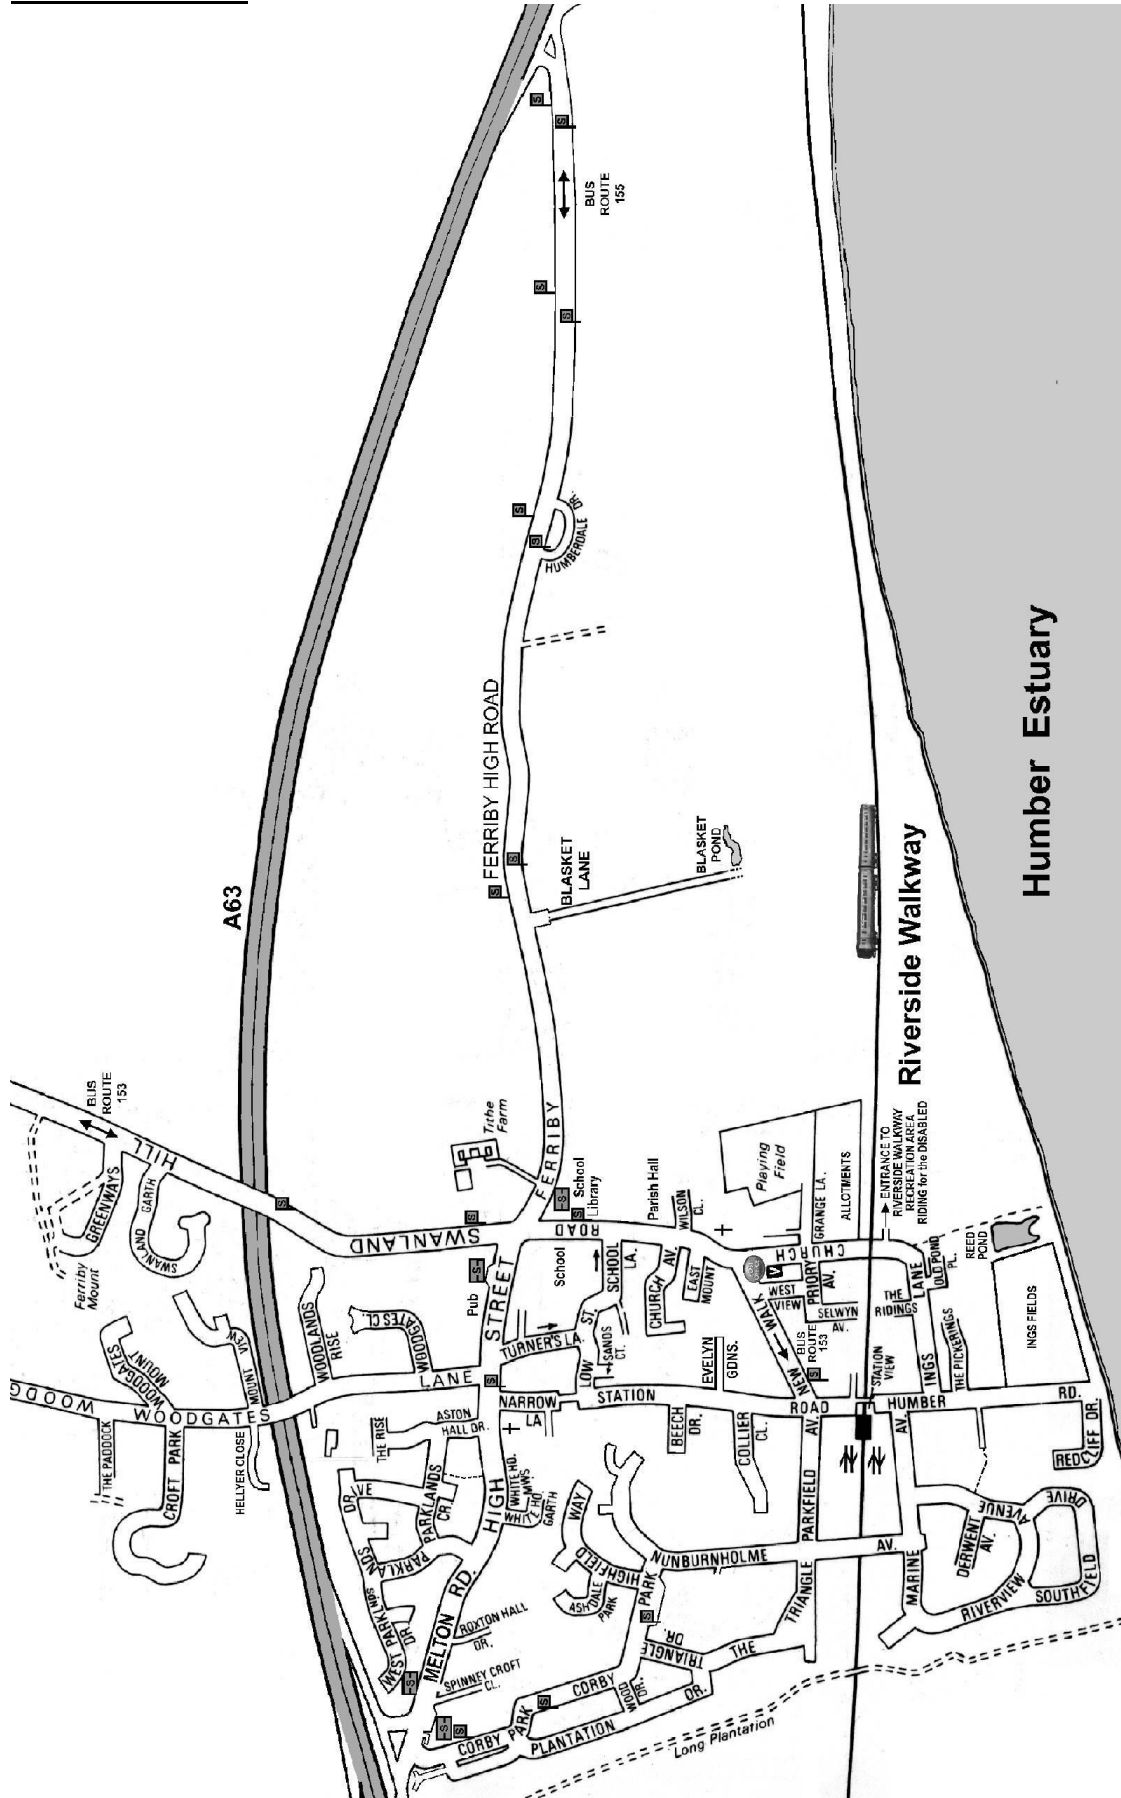 A63
BUS
ROUTE
155
BUS
ROUTE
153
HUMBERDALE DR.
FERRIBY HIGH ROAD
BLASKET
LANE
BLASKET
POND
Humber Estuary
Riverside Walkway
Ferriby
Mount
GREENWAYS
SWANLAND
GARTH
HILL
SWANLAND
Tithe
Farm
FERRIBY
School
Library
ROAD
Parish Hall
WILSON
CL.
Playing
Field
GRANGE LA.
ALLOTMENTS
ENTRANCE TO
RIVERSIDE WALKWAY
RECREATION AREA
RIDING for the DISABLED
CHURCH
REED
POND
OLD POND
PL.
LANE
INGS
THE
RIDINGS
THE PICKERINGS
INGS FIELDS
PRIORY
AV.
WEST
VIEW
SELWYN
AV.
STATION
VIEW
NEW WALK
BUS
ROUTE
153
EAST
MOUNT
CHURCH
AV.
SCHOOL
LA.
School
Pub
STREET
HIGH
TURNER'S LA.
LOW
ST.
SANDS
CT.
EVELYN
GDNS.
STATION
ROAD
NARROW
LA
HUMBER
RD.
REDCLIFF DR.
WOODG
WOODGATES
LANE
WOODGATES
MOUNT
MOUNT
VIEW
WOODLANDS
RISE
WOODGATES CL
THE PADDOCK
CROFT PARK
HELLYER CLOSE
THE RISE
ASTON
HALL DR.
PARKLANDS
CR.
PARKLANDS
DRIVE
WEST PARKLNDS
DR
MELTON RD.
WHITE HO.
MWS
WHITE HO.
GARTH
ROXTON HALL
DR.
SPINNEY CROFT
CL.
BEECH
DR.
COLLIER
CL.
HIGHFIELD
WAY
ASHDALE
PARK
NUNBURNHOLME
AV.
PARK
PARKFIELD
AV.
TRIANGLE
THE
TRIANGLE
DR.
CORBY
PARK
CORBY
WOOD
DR.
PLANTATION
DR.
Long Plantation
MARINE
AV.
DERWENT
AV.
RIVERVIEW
AVENUE
SOUTHFIELD
DRIVE